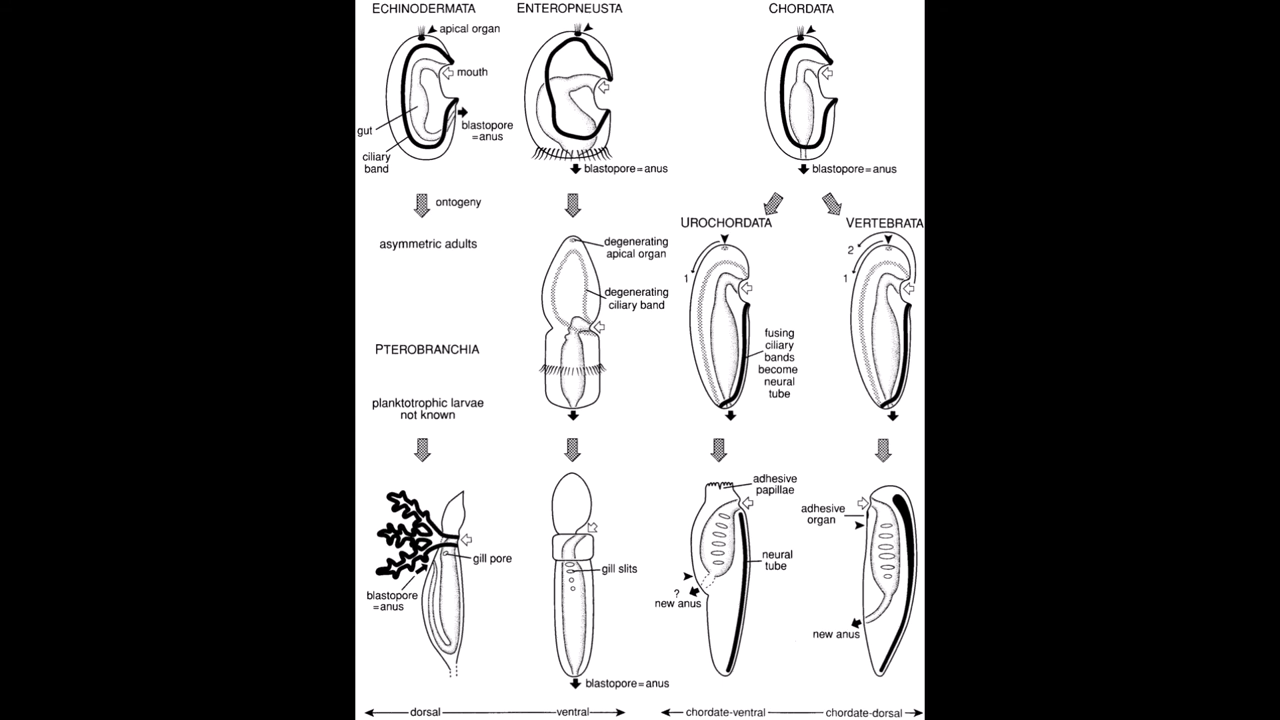 ECHINODERMATA
ENTEROPNEUSTA
CHORDATA
apical organ
mouth
blastopore
=anus
gut
ciliary
band
blastopore=anus
blastopore=anus
ontogeny
asymmetric adults
UROCHORDATA
VERTEBRATA
degenerating
apical organ
degenerating
ciliary band
1
2
1
fusing
ciliary
bands
become
neural
tube
PTEROBRANCHIA
planktotrophic larvae
not known
gill pore
blastopore
=anus
gill slits
blastopore=anus
adhesive
papillae
neural
tube
?
new anus
adhesive
organ
new anus
dorsal
ventral
chordate-ventral
chordate-dorsal